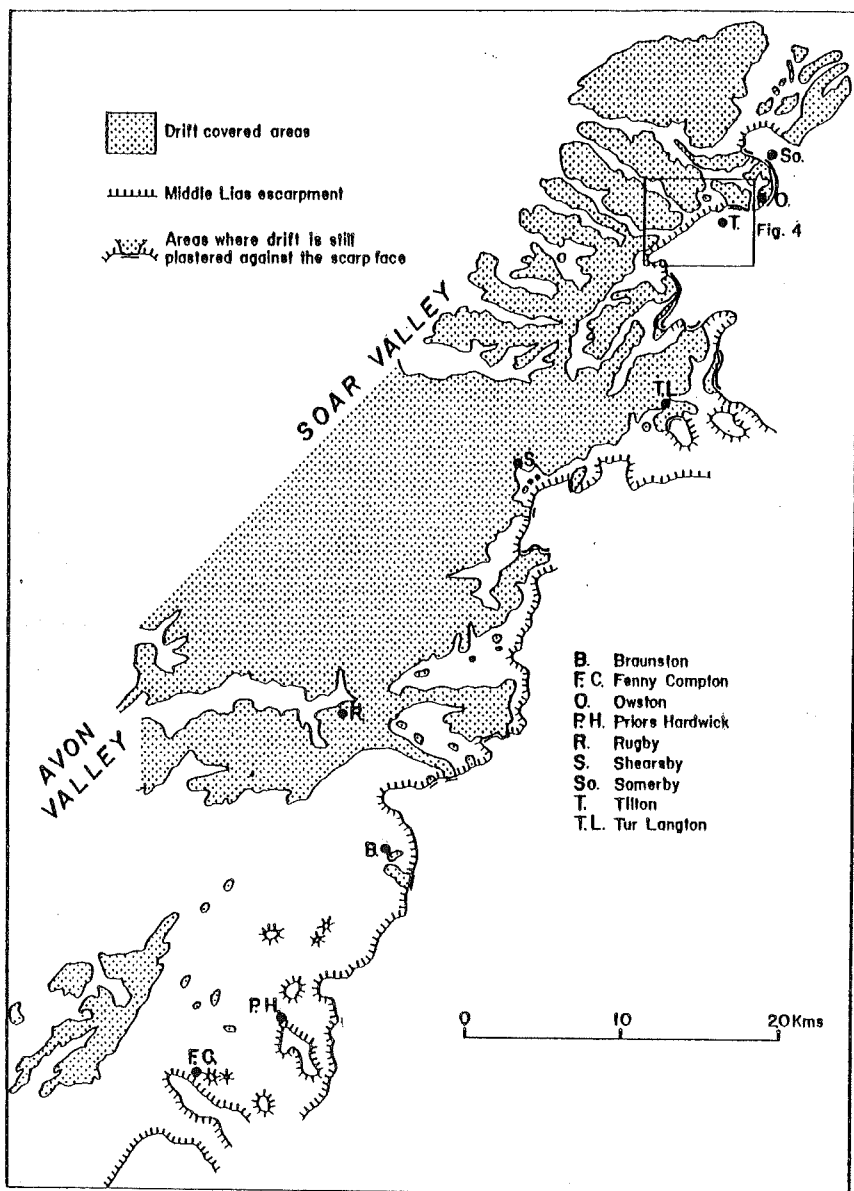 Drift covered areas
Middle Lias escarpment
Areas where drift is still
plastered against the scarp face
So.
O.
T.
Fig. 4
SOAR VALLEY
T.L.
S.
R.
AVON
VALLEY
B. Braunston
F.C. Fenny Compton
O. Owston
P.H. Priors Hardwick
R. Rugby
S. Shearsby
So. Somerby
T. Tilton
T.L. Tur Langton
B.
P.H.
F.C.
0 10 20 Kms